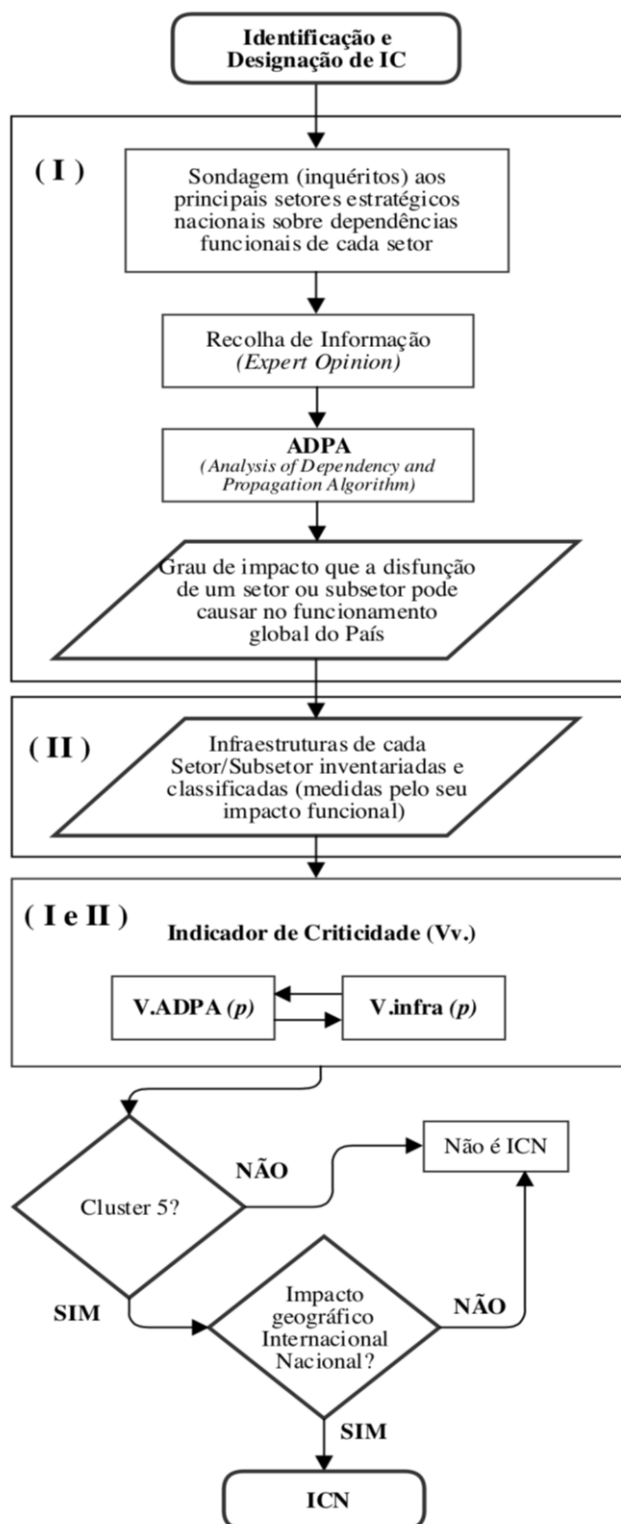 Identificação e
Designação de IC
( I )
Sondagem (inquéritos) aos
principais setores estratégicos
nacionais sobre dependências
funcionais de cada setor
Recolha de Informação
(Expert Opinion)
ADPA
(Analysis of Dependency and
Propagation Algorithm)
Grau de impacto que a disfunção
de um setor ou subsetor pode
causar no funcionamento
global do País
( II )
Infraestruturas de cada
Setor/Subsetor inventariadas e
classificadas (medidas pelo seu
impacto funcional)
( I e II )
Indicador de Criticidade (Vv.)
V.ADPA (p)
V.infra (p)
Cluster 5?
NÃO
Não é ICN
SIM
Impacto
geográfico
Internacional
Nacional?
NÃO
SIM
ICN